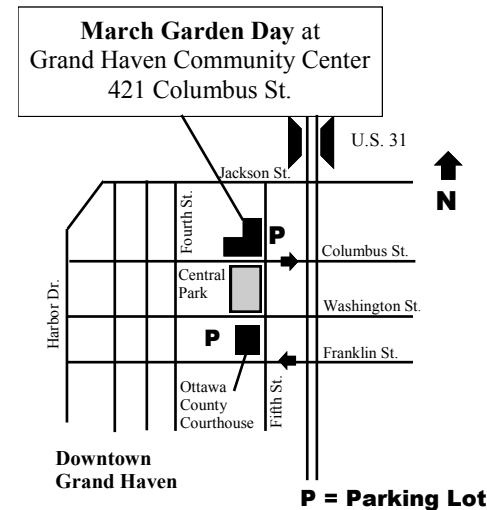 March Garden Day at
Grand Haven Community Center
421 Columbus St.
U.S. 31
Jackson St.
N
Fourth St.
P
Columbus St.
Central
Park
Harbor Dr.
Washington St.
P
Franklin St.
Ottawa
County
Courthouse
Fifth St.
Downtown
Grand Haven
P = Parking Lot